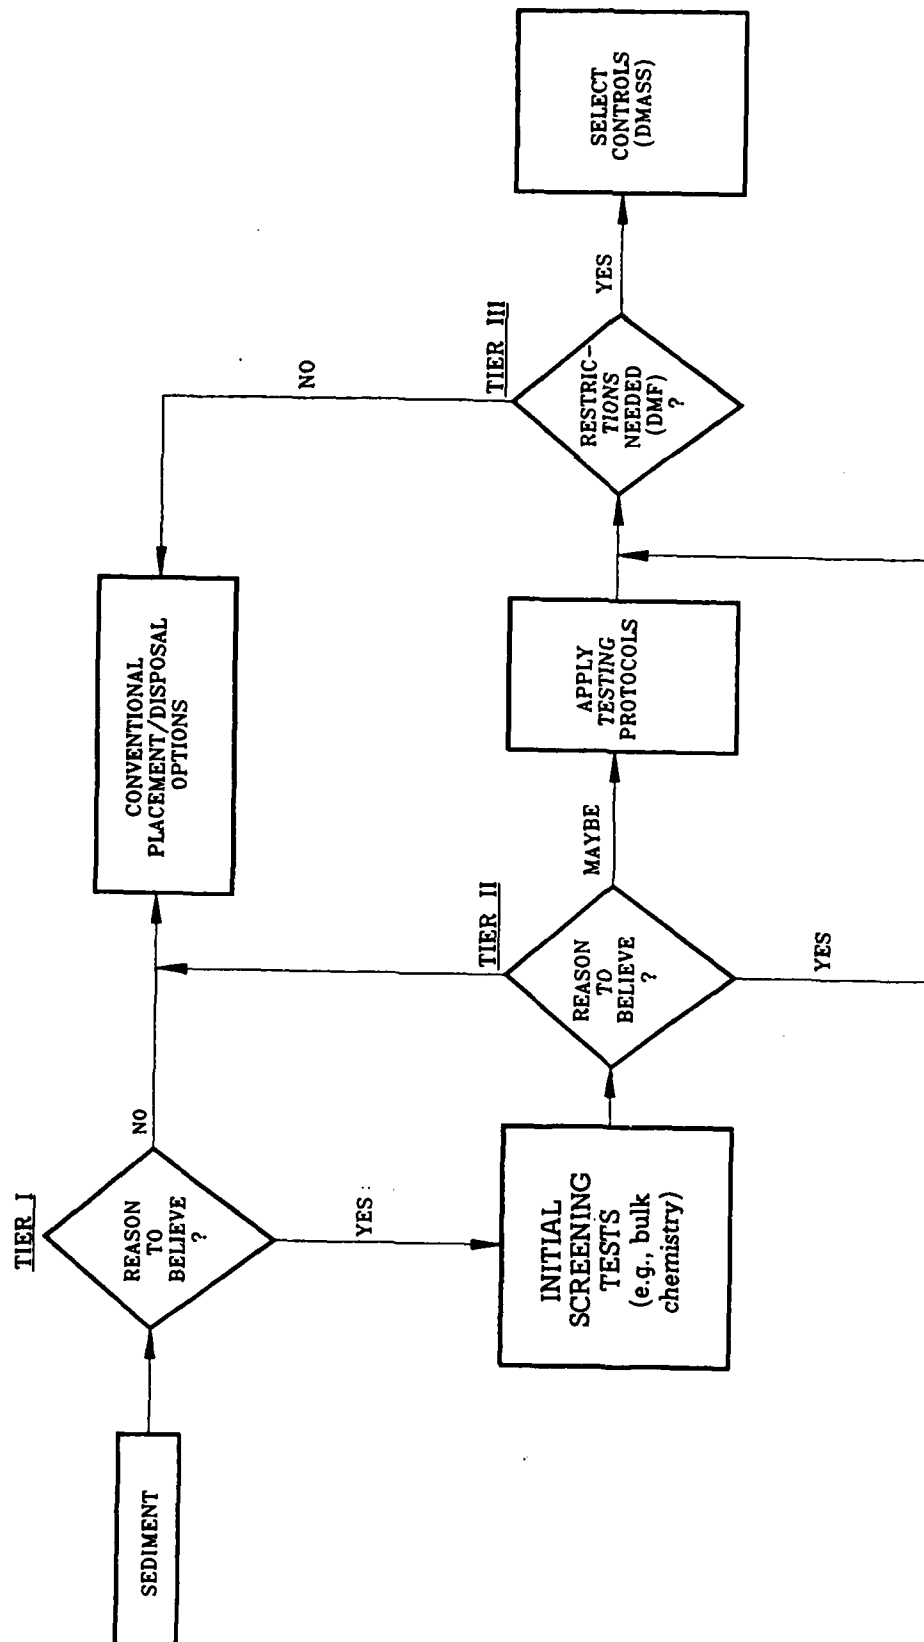 SEDIMENT
TIER I
REASON
TO
BELIEVE
?
NO
YES
CONVENTIONAL
PLACEMENT/DISPOSAL
OPTIONS
INITIAL
SCREENING
TESTS
(e.g., bulk
chemistry)
TIER II
REASON
TO
BELIEVE
?
MAYBE
YES
APPLY
TESTING
PROTOCOLS
TIER III
RESTRIC-
TIONS
NEEDED
(DMF)
?
NO
YES
SELECT
CONTROLS
(DMASS)